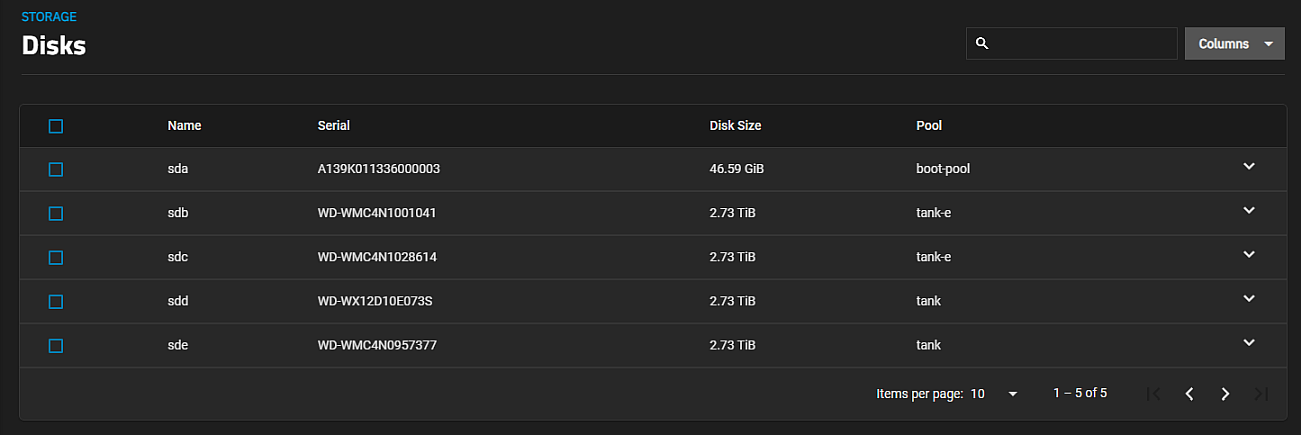 STORAGE
Disks
Columns
Name Serial Disk Size Pool
sda A139K011336000003 46.59 GiB boot-pool
sdb WD-WMC4N1001041 2.73 TiB tank-e
sdc WD-WMC4N1028614 2.73 TiB tank-e
sdd WD-WX12D10E073S 2.73 TiB tank
sde WD-WMC4N0957377 2.73 TiB tank
Items per page: 10 1 – 5 of 5